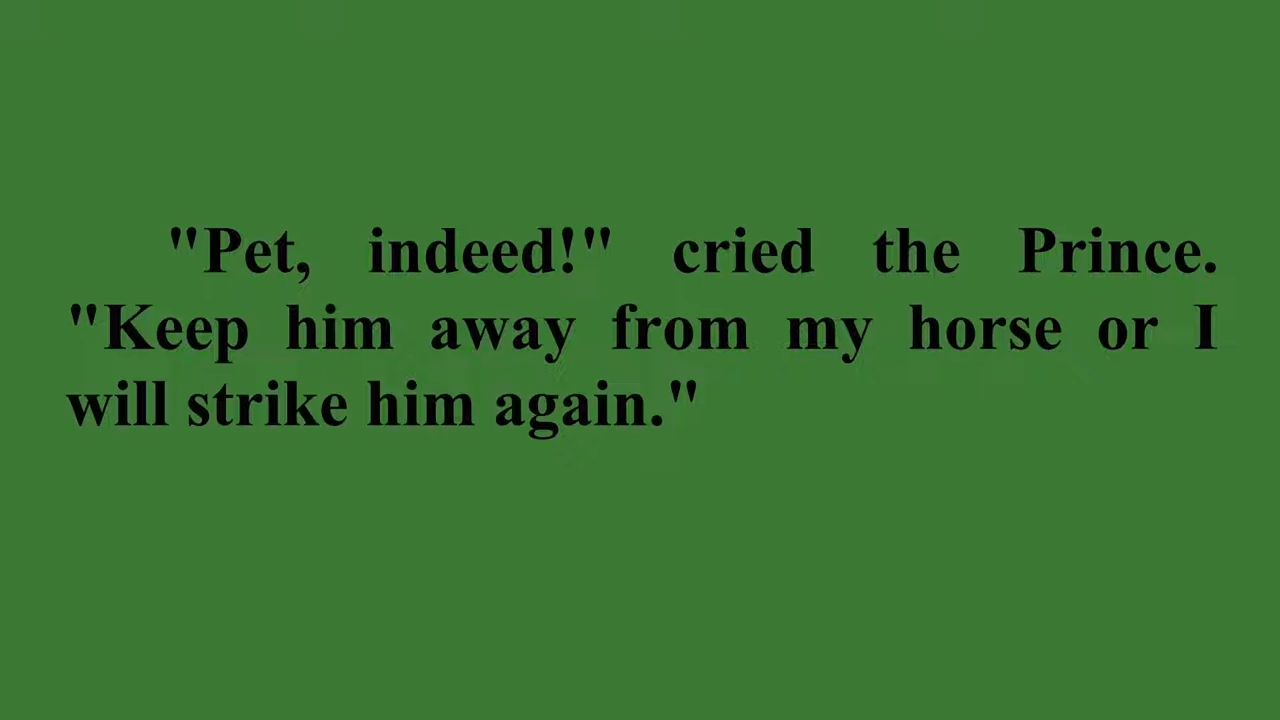 "Pet, indeed!" cried the Prince.
"Keep him away from my horse or I
will strike him again."